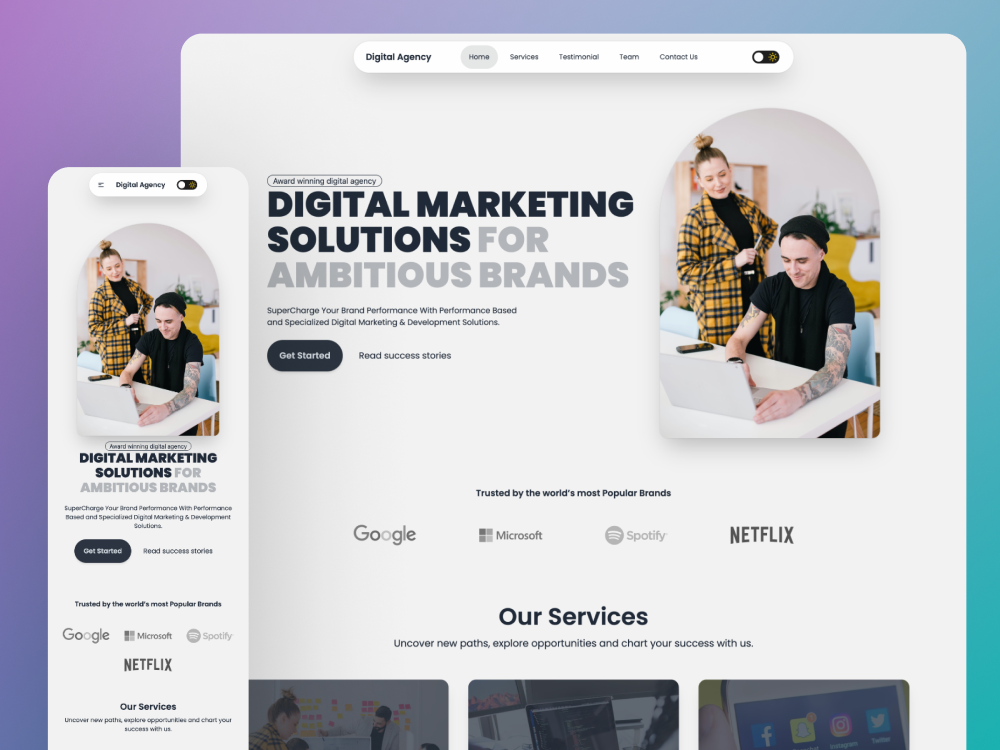 Digital Agency
Home Services Testimonial Team Contact Us
Award winning digital agency
DIGITAL MARKETING
SOLUTIONS FOR
AMBITIOUS BRANDS
SuperCharge Your Brand Performance With Performance Based
and Specialized Digital Marketing & Development Solutions.
Get Started Read success stories
Trusted by the world's most Popular Brands
Google Microsoft Spotify NETFLIX
Our Services
Uncover new paths, explore opportunities and chart your success with us.
Facebook Instagram Twitter
Digital Agency
Award winning digital agency
DIGITAL MARKETING
SOLUTIONS FOR
AMBITIOUS BRANDS
SuperCharge Your Brand Performance With Performance
Based and Specialized Digital Marketing & Development
Solutions.
Get Started Read success stories
Trusted by the world's most Popular Brands
Google Microsoft Spotify
NETFLIX
Our Services
Uncover new paths, explore opportunities and chart your
success with us.